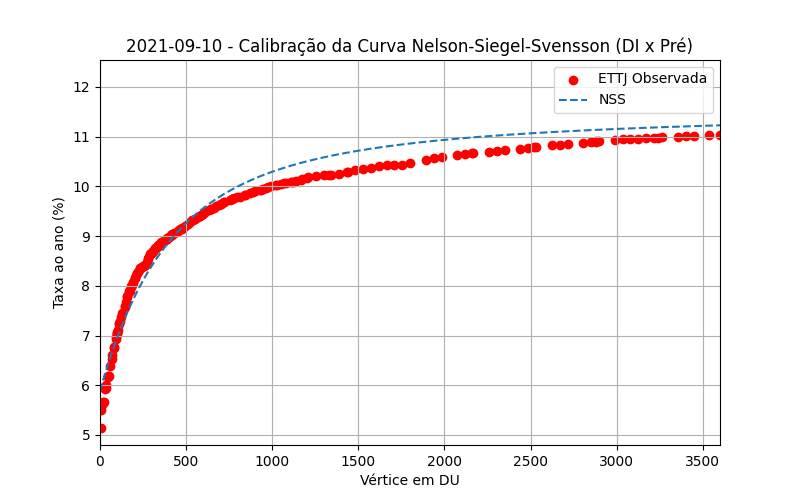 2021-09-10 - Calibração da Curva Nelson-Siegel-Svensson (DI x Pré)
ETTJ Observada
NSS
Taxa ao ano (%)
12
11
10
9
8
7
6
5
0 500 1000 1500 2000 2500 3000 3500
Vértice em DU